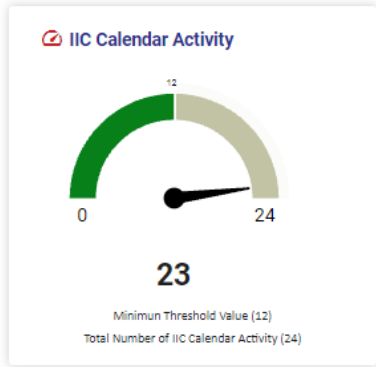 IIC Calendar Activity
12
0
24
23
Minimun Threshold Value (12)
Total Number of IIC Calendar Activity (24)